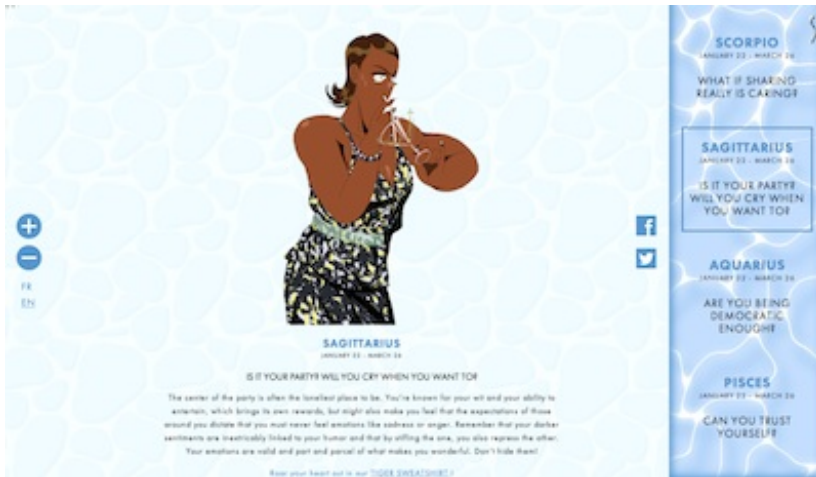 FR
EN
SAGITTARIUS
JANUARY 22 - MARCH 26
IS IT YOUR PARTY? WILL YOU CRY WHEN YOU WANT TO?
The center of the party is often the loneliest place to be. You're known for your wit and your ability to
entertain, which brings its own rewards, but might also make you feel that the expectations of those
around you dictate that you must never feel emotions like sadness or anger. Remember that your darker
sentiments are inextricably linked to your humor and that by stifling the one, you also repress the other.
Your emotions are valid and part and parcel of what makes you wonderful. Don't hide them!
Roar your heart out in our TIGER SWEATSHIRT!
SCORPIO
JANUARY 22 - MARCH 26
WHAT IF SHARING
REALLY IS CARING?
SAGITTARIUS
JANUARY 22 - MARCH 26
IS IT YOUR PARTY?
WILL YOU CRY WHEN
YOU WANT TO?
AQUARIUS
JANUARY 22 - MARCH 26
ARE YOU BEING
DEMOCRATIC
ENOUGH?
PISCES
JANUARY 22 - MARCH 26
CAN YOU TRUST
YOURSELF?